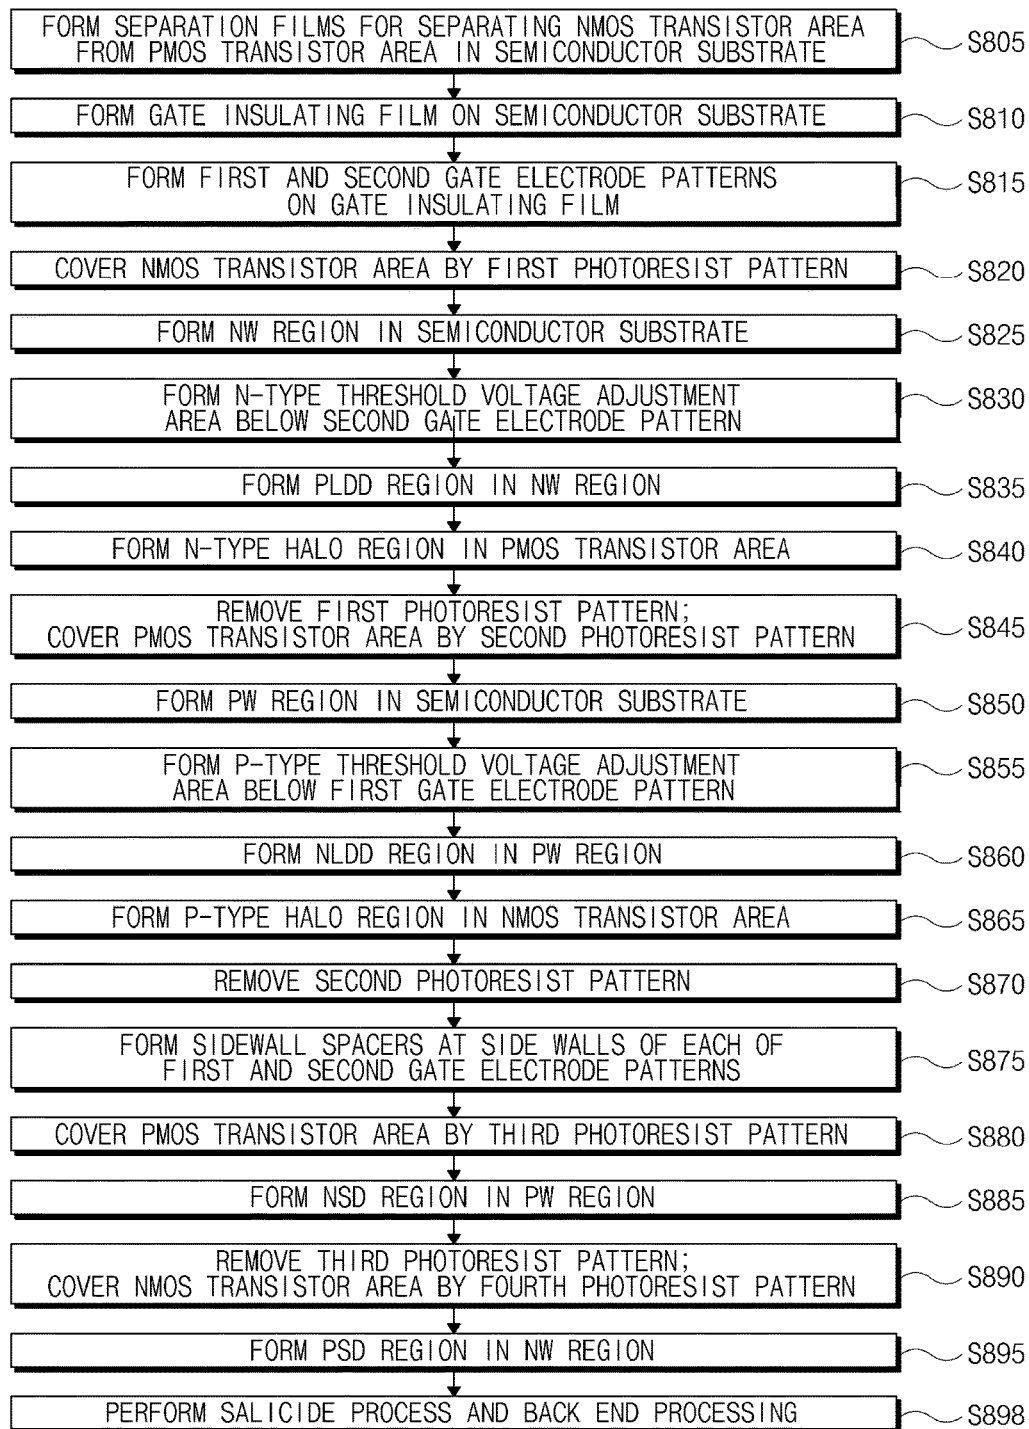 FORM SEPARATION FILMS FOR SEPARATING NMOS TRANSISTOR AREA
FROM PMOS TRANSISTOR AREA IN SEMICONDUCTOR SUBSTRATE
S805
FORM GATE INSULATING FILM ON SEMICONDUCTOR SUBSTRATE
S810
FORM FIRST AND SECOND GATE ELECTRODE PATTERNS
ON GATE INSULATING FILM
S815
COVER NMOS TRANSISTOR AREA BY FIRST PHOTORESIST PATTERN
S820
FORM NW REGION IN SEMICONDUCTOR SUBSTRATE
S825
FORM N-TYPE THRESHOLD VOLTAGE ADJUSTMENT
AREA BELOW SECOND GATE ELECTRODE PATTERN
S830
FORM PLDD REGION IN NW REGION
S835
FORM N-TYPE HALO REGION IN PMOS TRANSISTOR AREA
S840
REMOVE FIRST PHOTORESIST PATTERN;
COVER PMOS TRANSISTOR AREA BY SECOND PHOTORESIST PATTERN
S845
FORM PW REGION IN SEMICONDUCTOR SUBSTRATE
S850
FORM P-TYPE THRESHOLD VOLTAGE ADJUSTMENT
AREA BELOW FIRST GATE ELECTRODE PATTERN
S855
FORM NLDD REGION IN PW REGION
S860
FORM P-TYPE HALO REGION IN NMOS TRANSISTOR AREA
S865
REMOVE SECOND PHOTORESIST PATTERN
S870
FORM SIDEWALL SPACERS AT SIDE WALLS OF EACH OF
FIRST AND SECOND GATE ELECTRODE PATTERNS
S875
COVER PMOS TRANSISTOR AREA BY THIRD PHOTORESIST PATTERN
S880
FORM NSD REGION IN PW REGION
S885
REMOVE THIRD PHOTORESIST PATTERN;
COVER NMOS TRANSISTOR AREA BY FOURTH PHOTORESIST PATTERN
S890
FORM PSD REGION IN NW REGION
S895
PERFORM SALICIDE PROCESS AND BACK END PROCESSING
S898